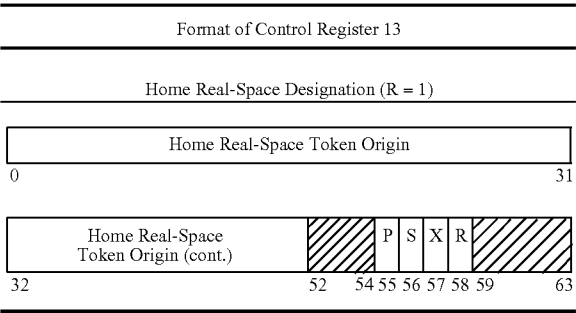 Format of Control Register 13
Home Real-Space Designation (R = 1)
Home Real-Space Token Origin
0 31
Home Real-Space
Token Origin (cont.)
P S X R
32 52 54 55 56 57 58 59 63